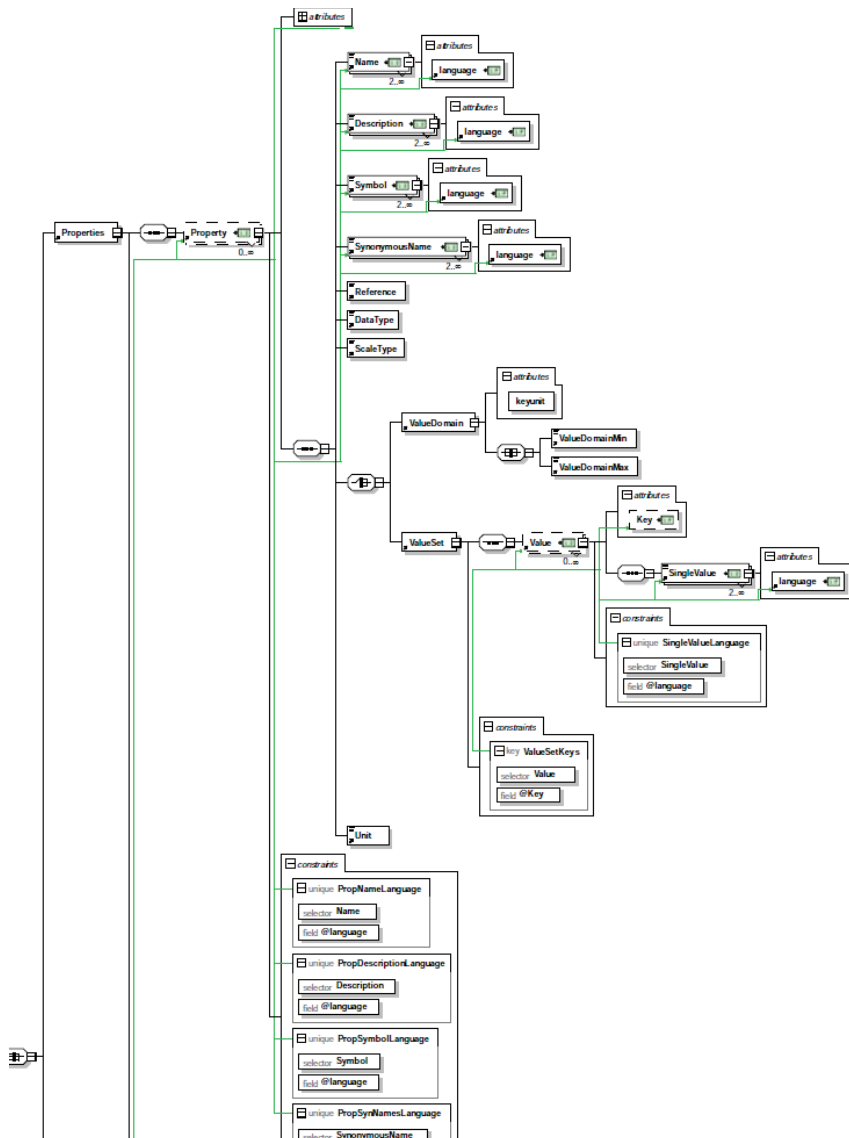 attributes
attributes
Name
language
2..∞
attributes
Description
language
2..∞
attributes
Symbol
language
2..∞
attributes
Properties
Property
0..∞
SynonymousName
language
2..∞
Reference
DataType
ScaleType
attributes
keyunit
ValueDomain
ValueDomainMin
ValueDomainMax
attributes
Key
ValueSet
Value
0..∞
attributes
SingleValue
language
2..∞
constraints
unique SingleValueLanguage
selector SingleValue
field @language
constraints
key ValueSetKeys
selector Value
field @Key
Unit
constraints
unique PropNameLanguage
selector Name
field @language
unique PropDescriptionLanguage
selector Description
field @language
unique PropSymbolLanguage
selector Symbol
field @language
unique PropSynNamesLanguage
selector SynonymousName